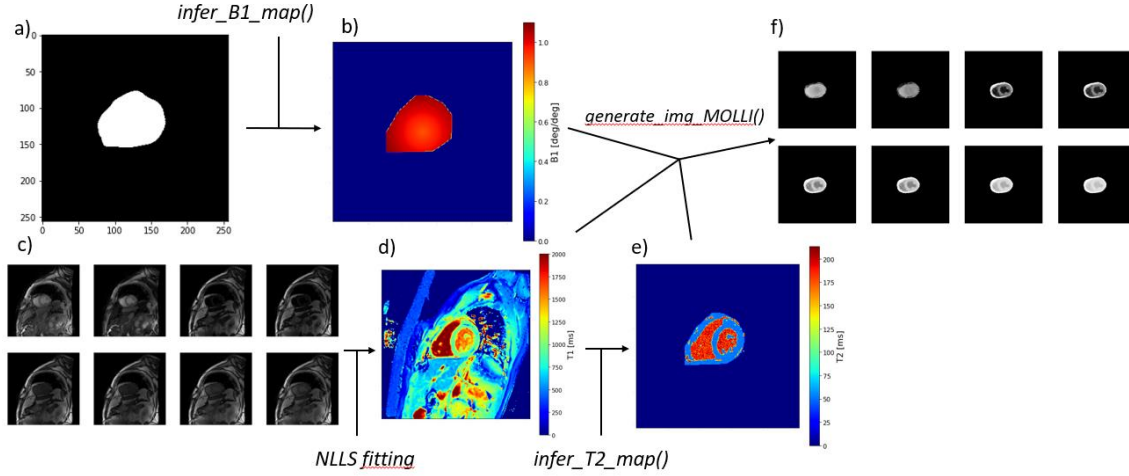 infer_B1_map()
a)
b)
f)
0
50
100
150
200
250
0 50 100 150 200 250
1.0
0.8
0.6
0.4
0.2
0.0
B1 [deg/deg]
generate_img_MOLLI()
c)
d)
e)
2000
1750
1500
1250
1000
750
500
250
0
T1 [ms]
200
175
150
125
100
75
50
25
0
T2 [ms]
NLLS fitting
infer_T2_map()